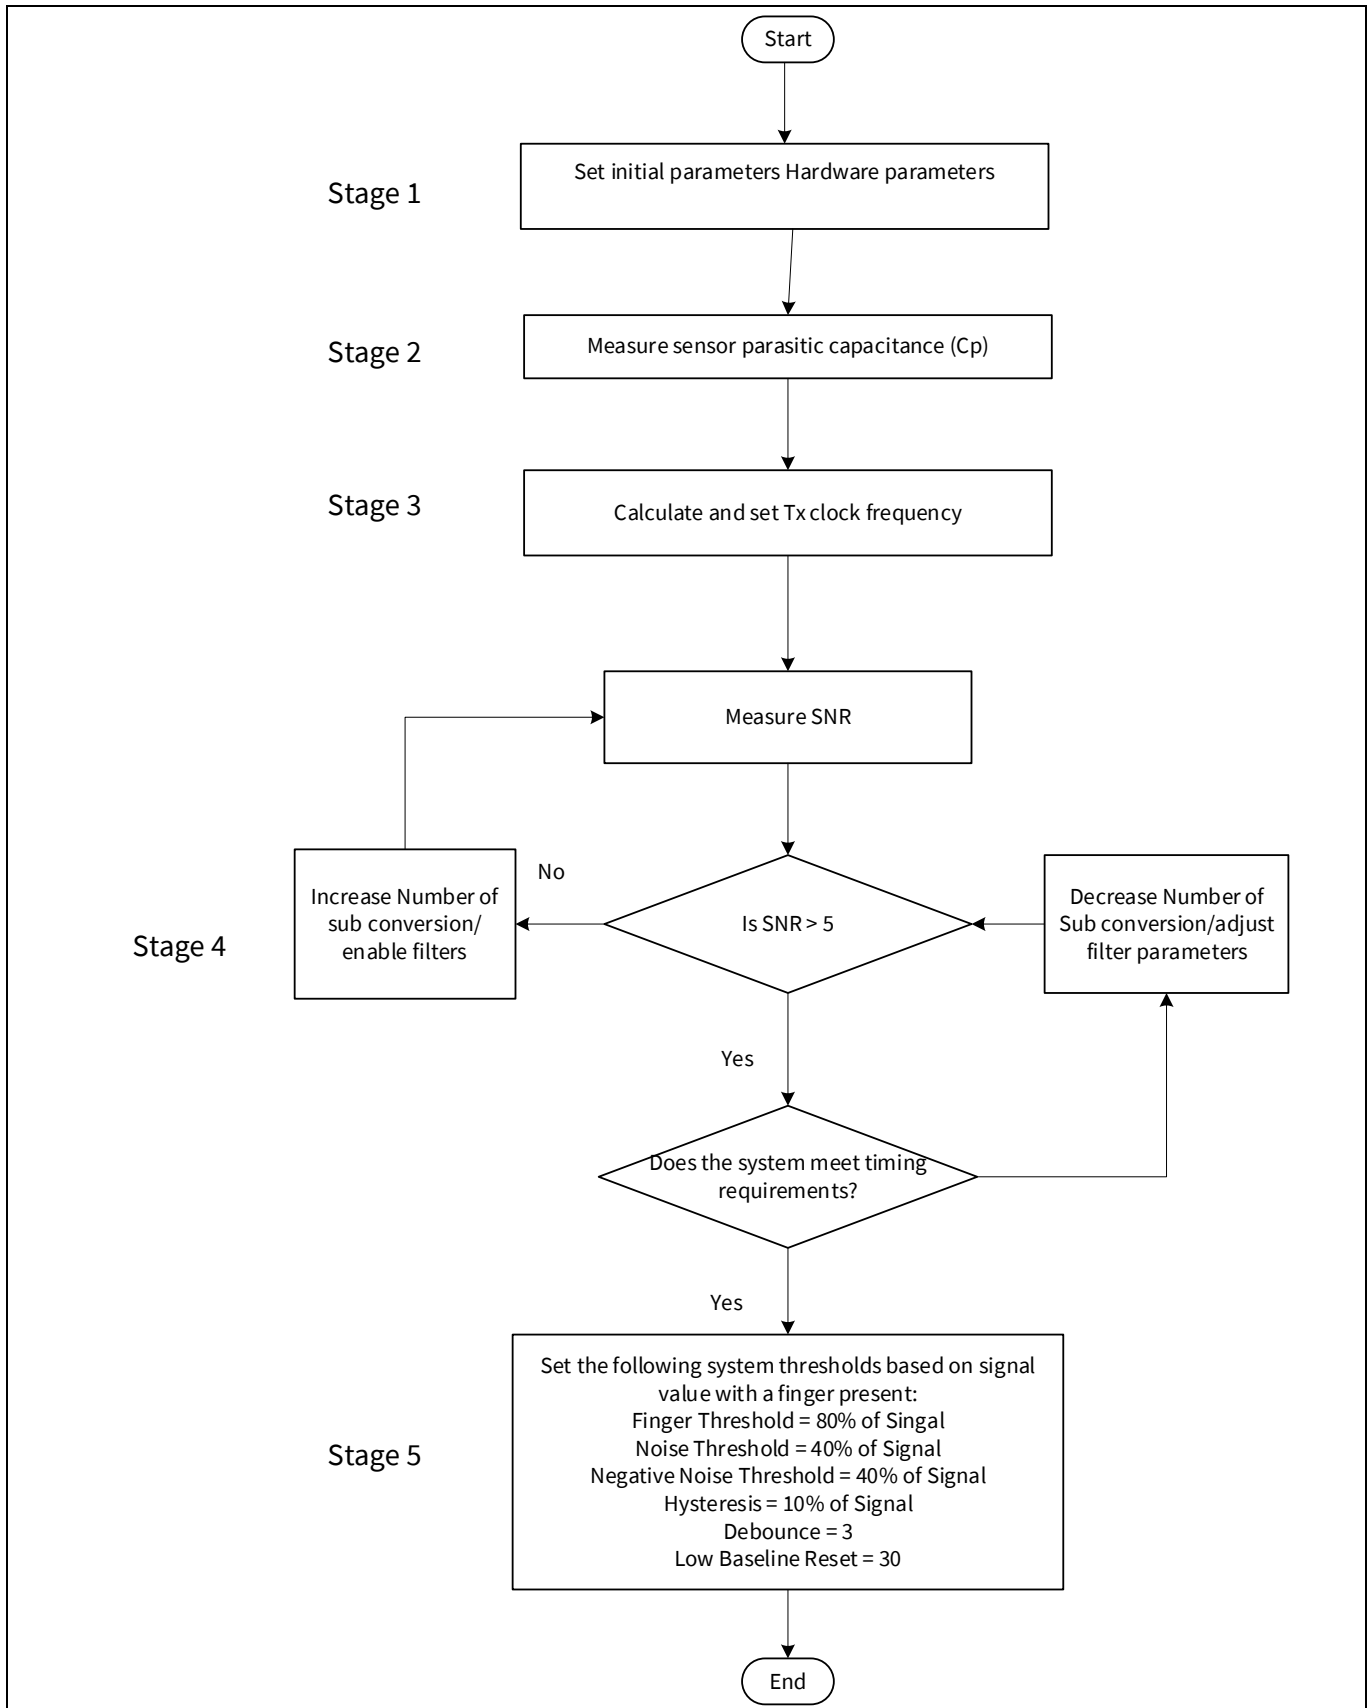 Start
Stage 1
Set initial parameters Hardware parameters
Stage 2
Measure sensor parasitic capacitance (Cp)
Stage 3
Calculate and set Tx clock frequency
Measure SNR
Stage 4
Increase Number of
sub conversion/
enable filters
No
Is SNR > 5
Decrease Number of
Sub conversion/adjust
filter parameters
Yes
Does the system meet timing
requirements?
Yes
Stage 5
Set the following system thresholds based on signal
value with a finger present:
Finger Threshold = 80% of Singal
Noise Threshold = 40% of Signal
Negative Noise Threshold = 40% of Signal
Hysteresis = 10% of Signal
Debounce = 3
Low Baseline Reset = 30
End